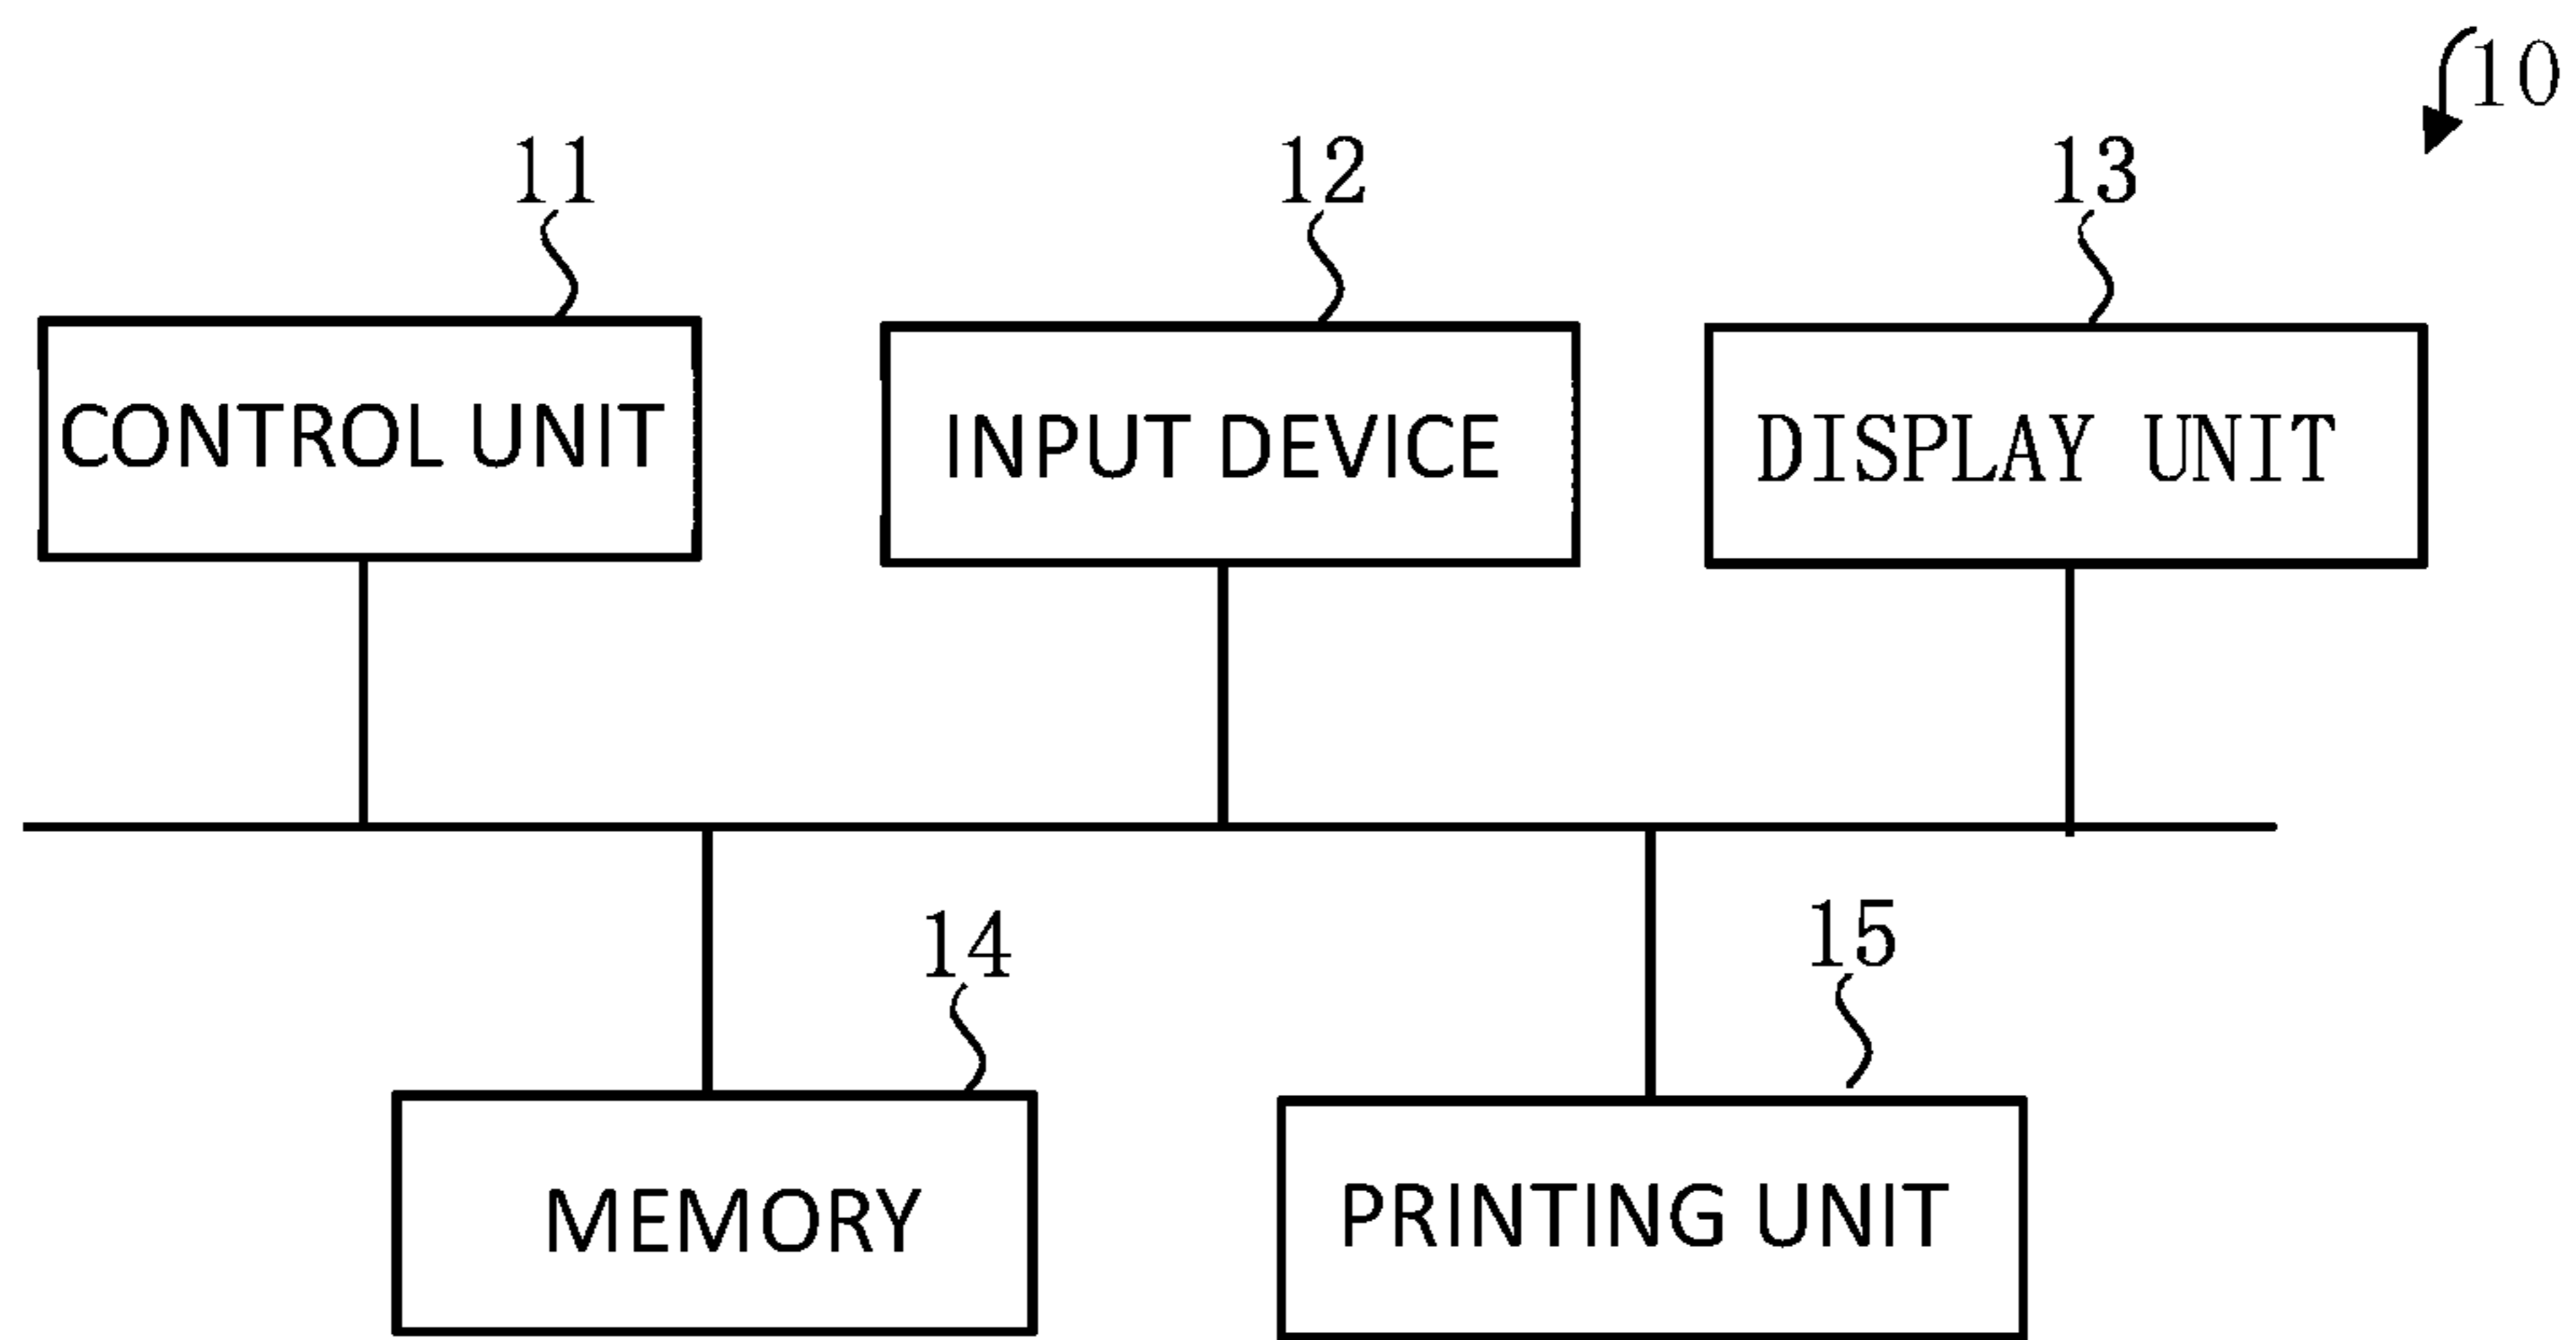 10
11
12
13
CONTROL UNIT
INPUT DEVICE
DISPLAY UNIT
14
15
MEMORY
PRINTING UNIT